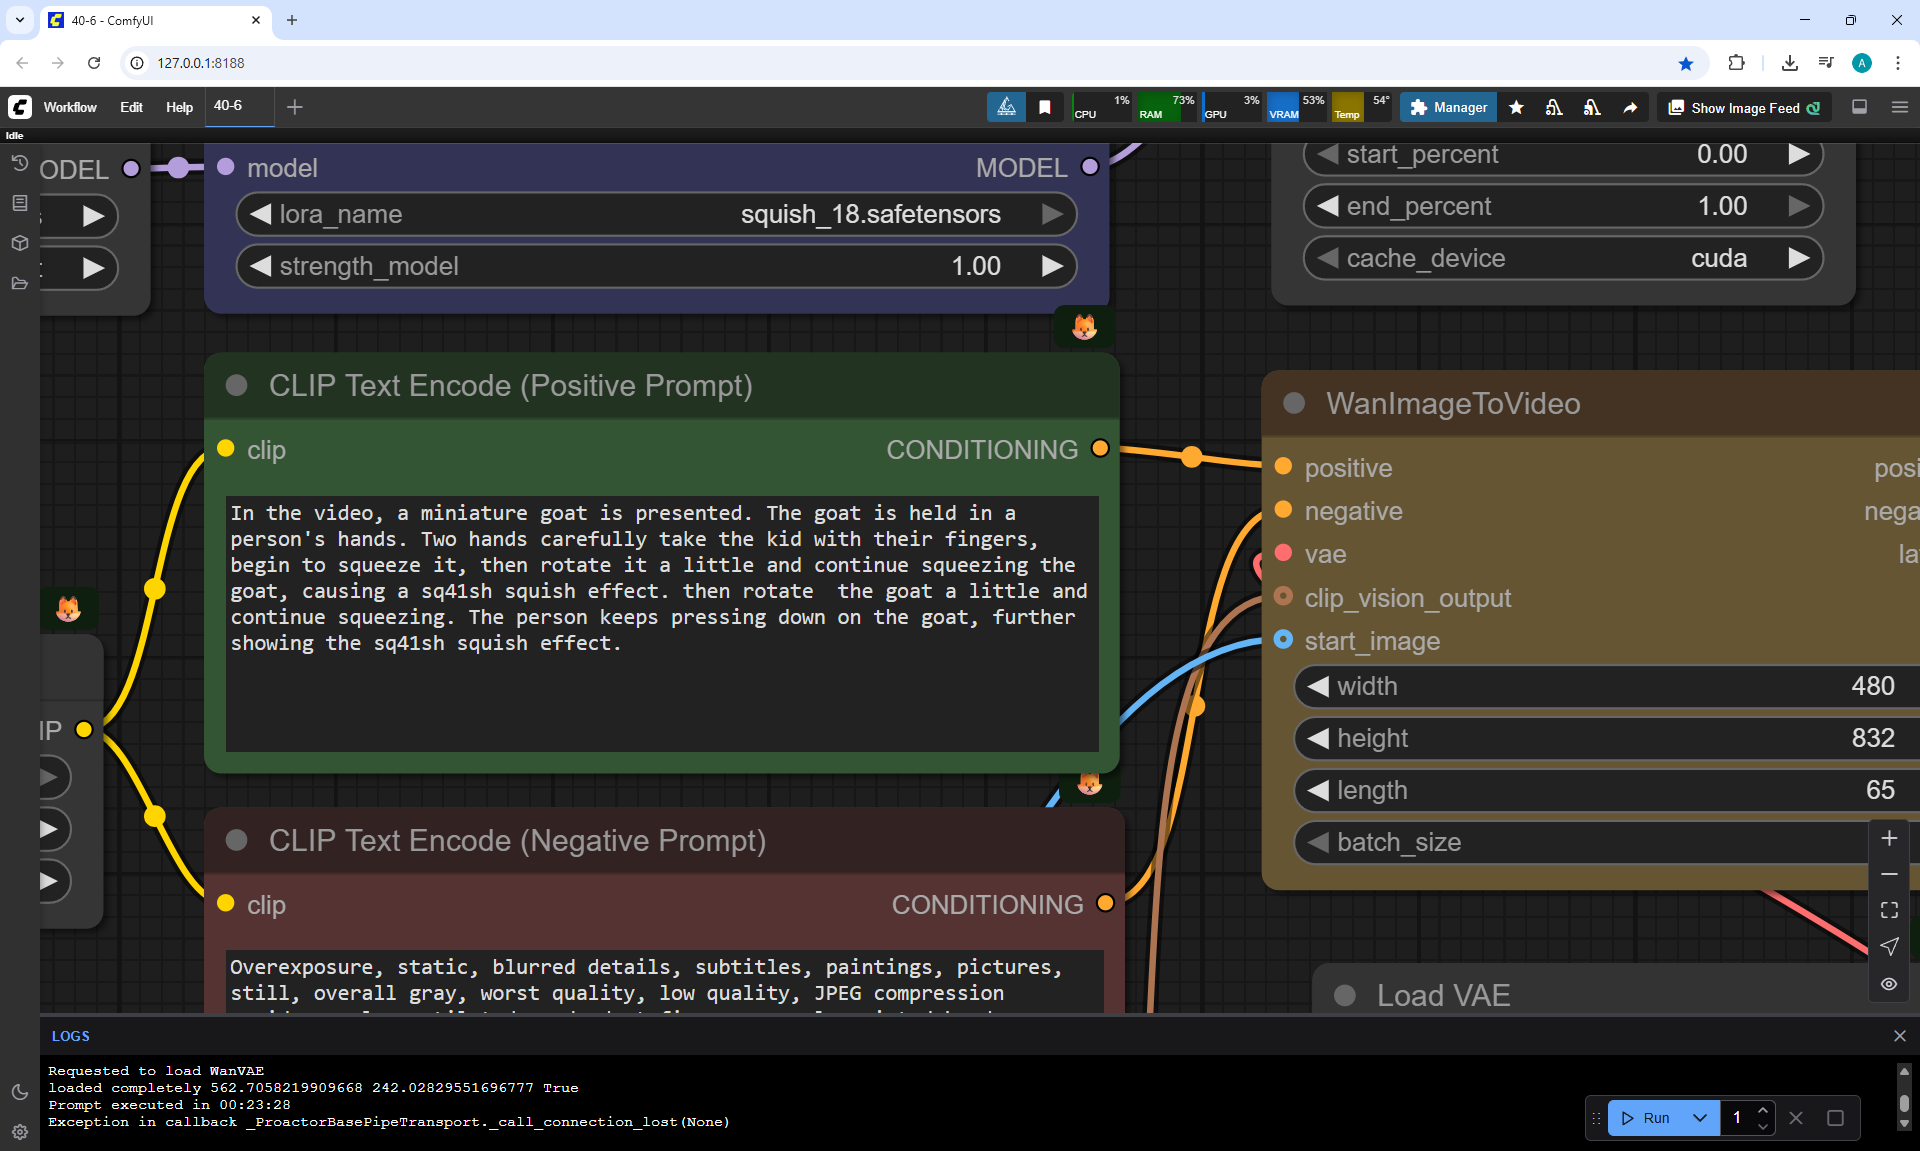 40-6 - ComfyUI
127.0.0.1:8188
Workflow Edit Help 40-6
CPU 1% RAM 73% GPU 3% VRAM 53% Temp 54° Manager Show Image Feed
Idle
ODEL model MODEL
lora_name squish_18.safetensors
strength_model 1.00
start_percent 0.00
end_percent 1.00
cache_device cuda
CLIP Text Encode (Positive Prompt)
clip CONDITIONING
In the video, a miniature goat is presented. The goat is held in a
person's hands. Two hands carefully take the kid with their fingers,
begin to squeeze it, then rotate it a little and continue squeezing the
goat, causing a sq41sh squish effect. then rotate  the goat a little and
continue squeezing. The person keeps pressing down on the goat, further
showing the sq41sh squish effect.
WanImageToVideo
positive posi
negative nega
vae la
clip_vision_output
start_image
width 480
height 832
length 65
batch_size
IP
CLIP Text Encode (Negative Prompt)
clip CONDITIONING
Overexposure, static, blurred details, subtitles, paintings, pictures,
still, overall gray, worst quality, low quality, JPEG compression
Load VAE
LOGS
Requested to load WanVAE
loaded completely 562.7058219909668 242.02829551696777 True
Prompt executed in 00:23:28
Exception in callback _ProactorBasePipeTransport._call_connection_lost(None)
Run 1